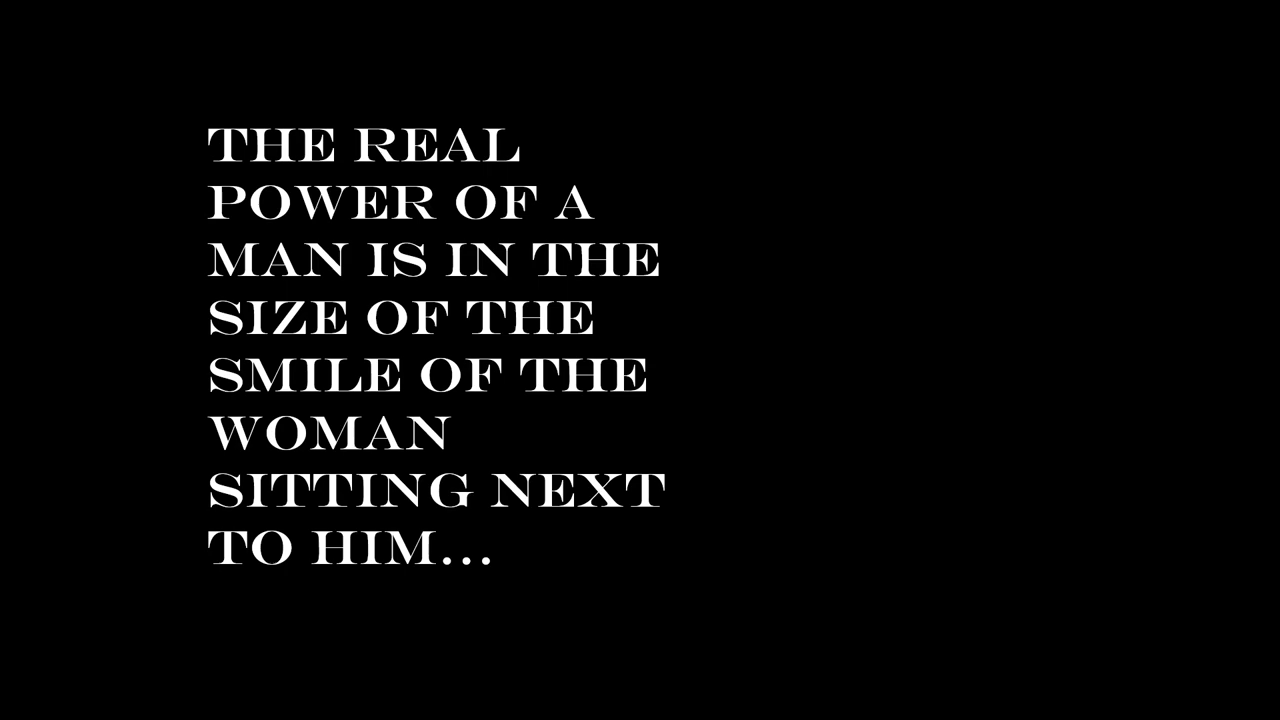 THE REAL
POWER OF A
MAN IS IN THE
SIZE OF THE
SMILE OF THE
WOMAN
SITTING NEXT
TO HIM...